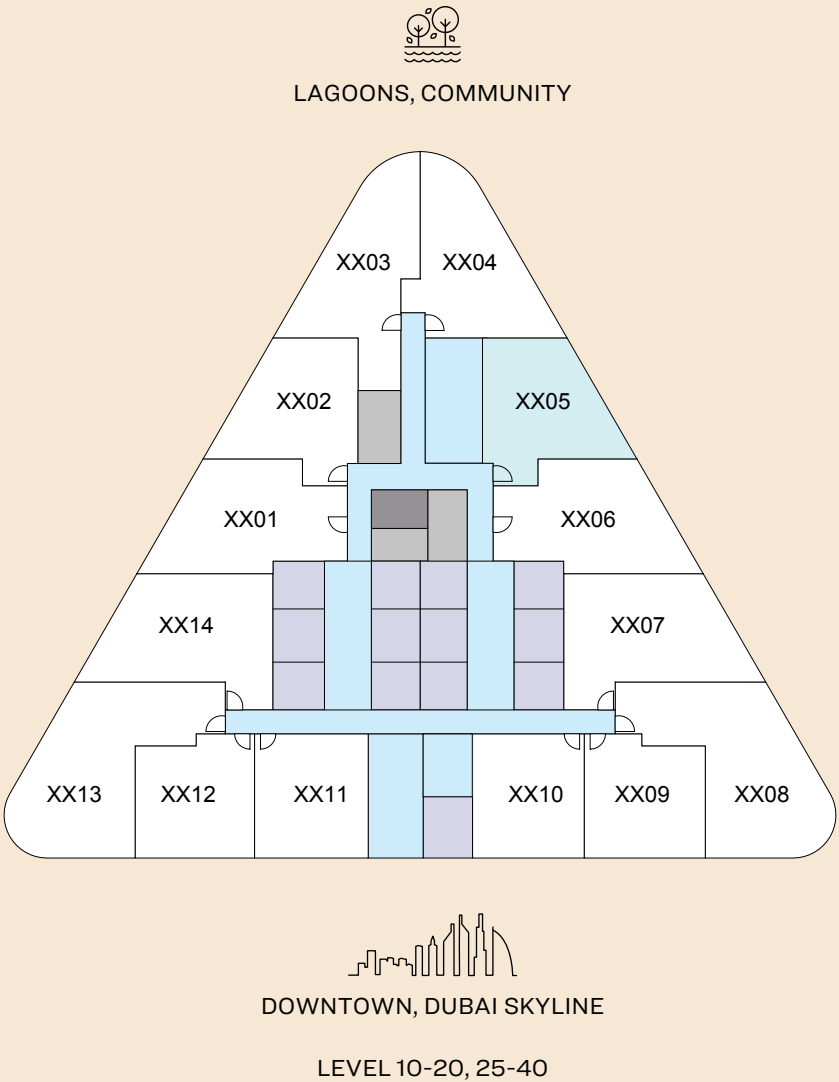 LAGOONS, COMMUNITY
XX03 XX04
XX02 XX05
XX01 XX06
XX14 XX07
XX13 XX12 XX11 XX10 XX09 XX08
DOWNTOWN, DUBAI SKYLINE
LEVEL 10-20, 25-40